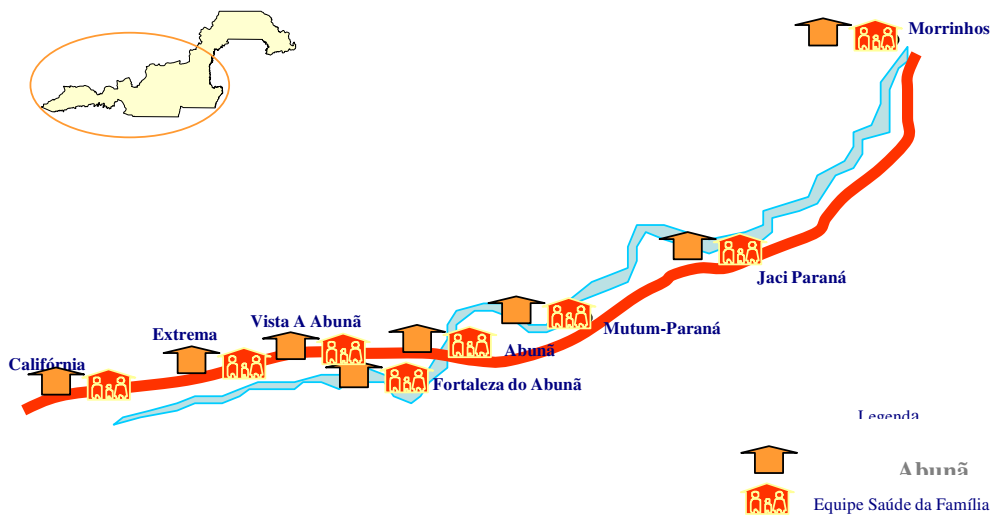 Morrinhos
Jaci Paraná
Mutum-Paraná
Vista A Abunã
Extrema
Abunã
Califórnia
Fortaleza do Abunã
Legenda
Abunã
Equipe Saúde da Família